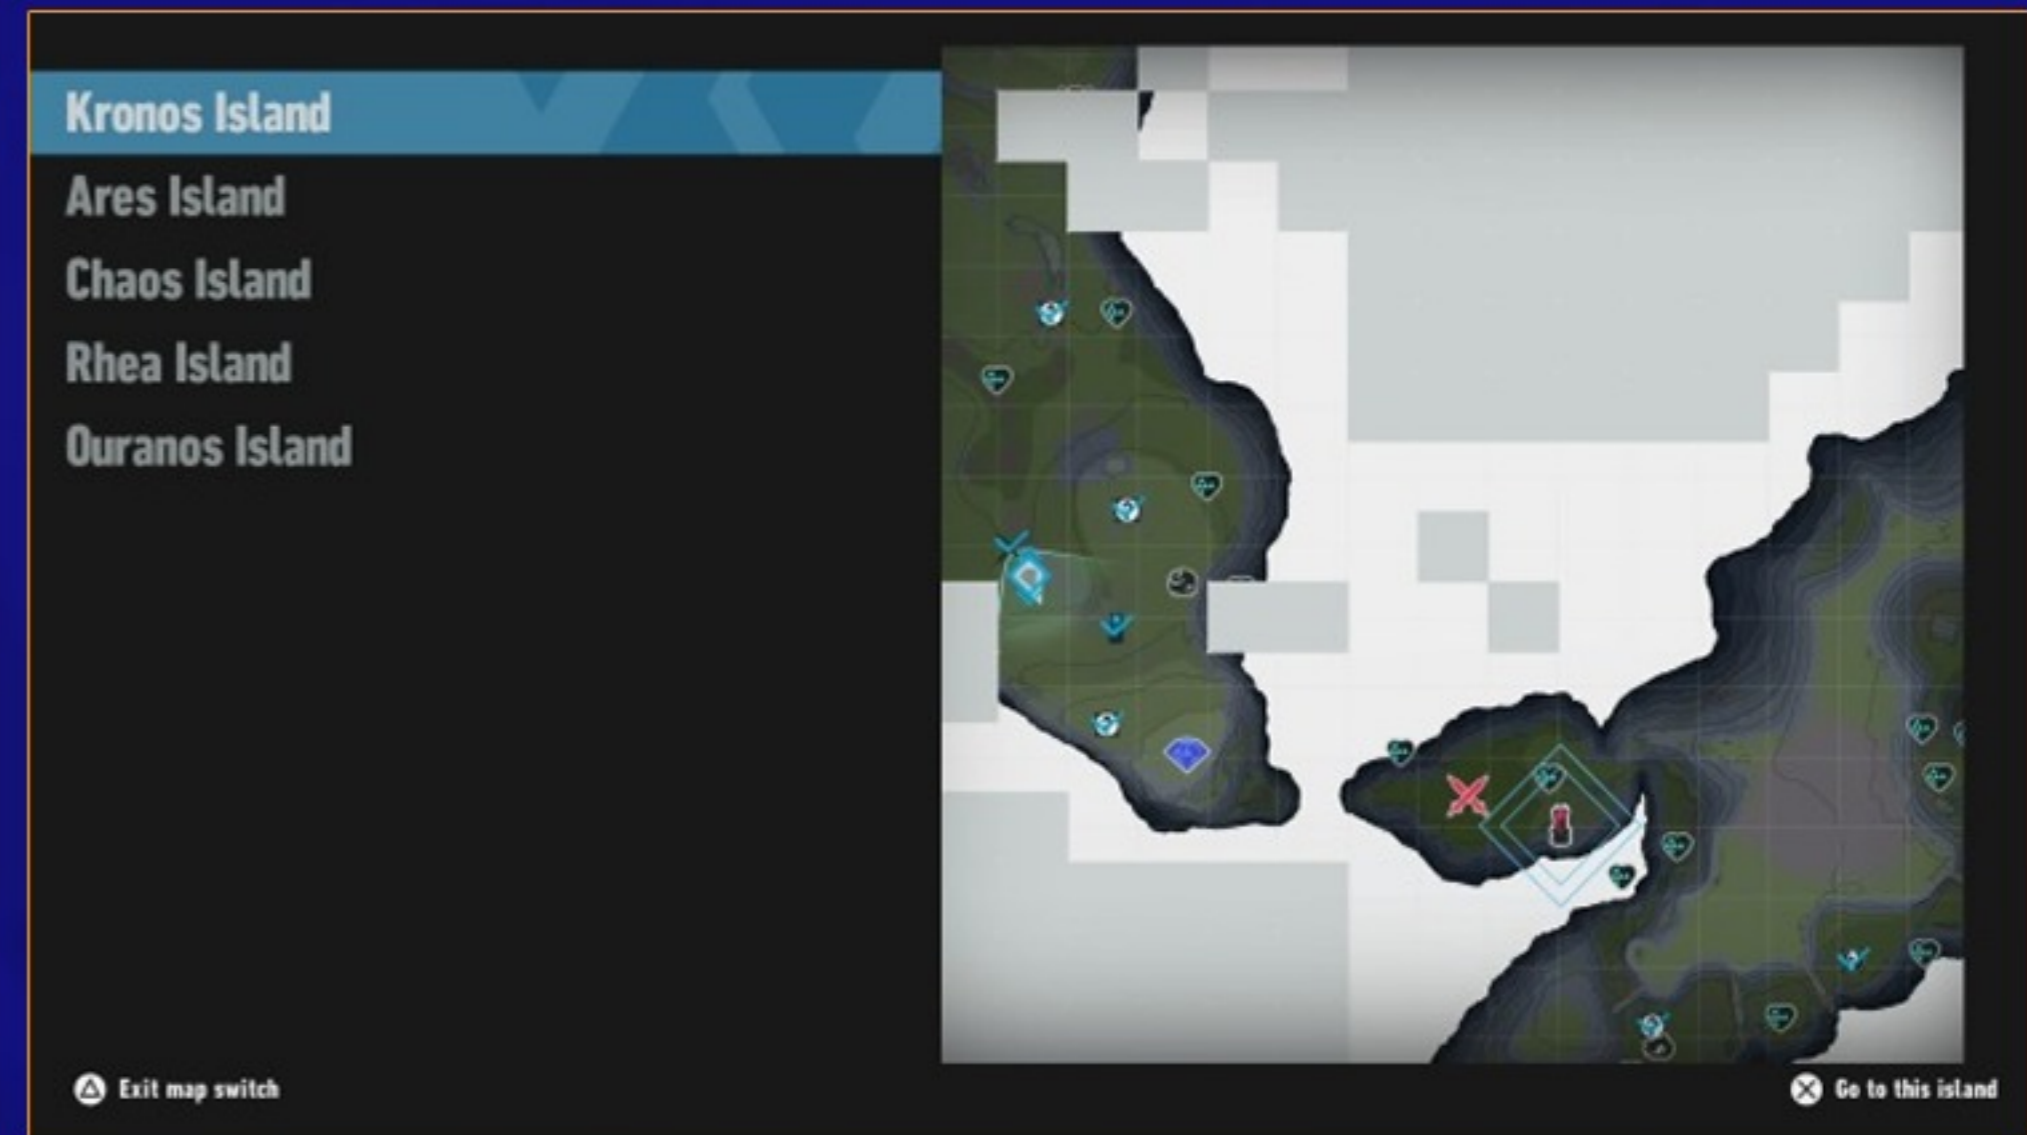 Kronos Island
Ares Island
Chaos Island
Rhea Island
Ouranos Island
Exit map switch
Go to this island